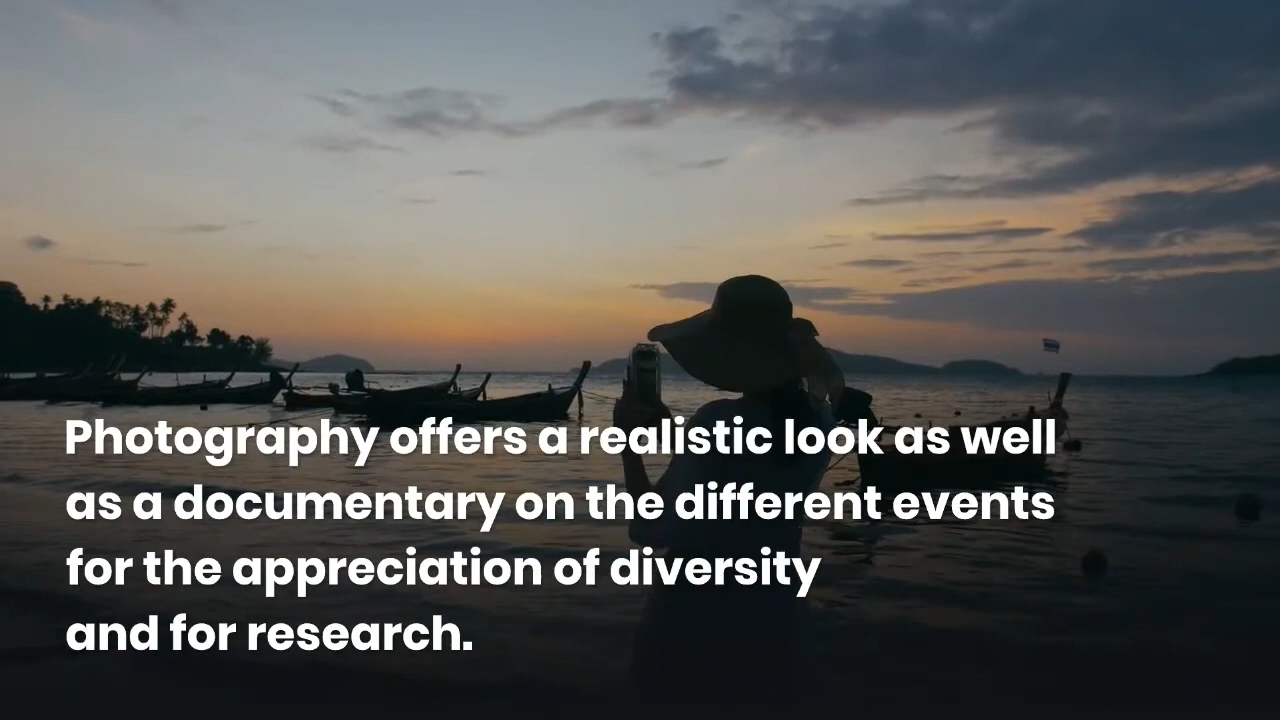 Photography offers a realistic look as well
as a documentary on the different events
for the appreciation of diversity
and for research.